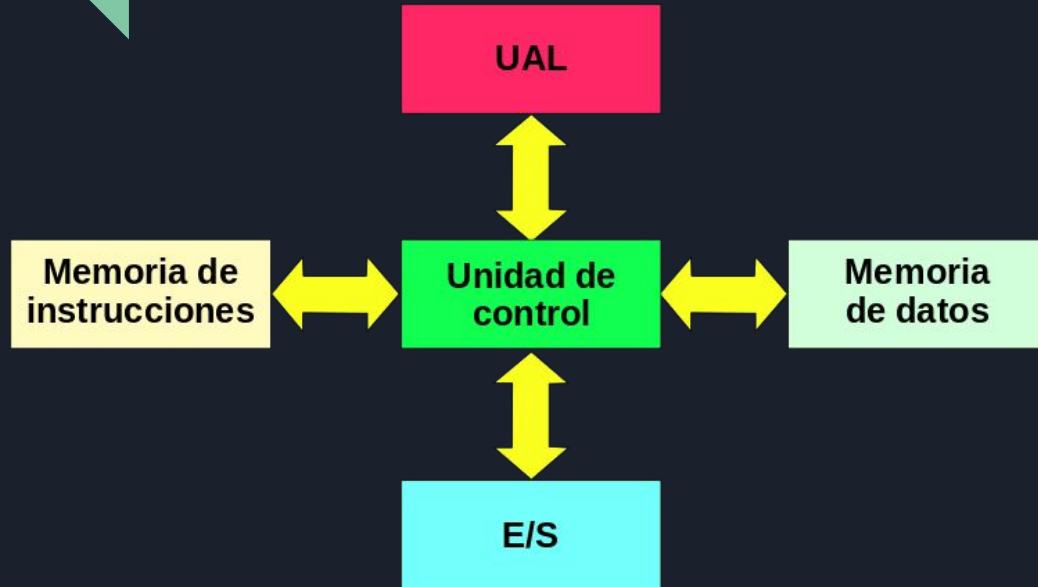 UAL
Memoria de
instrucciones
Unidad de
control
Memoria
de datos
E/S